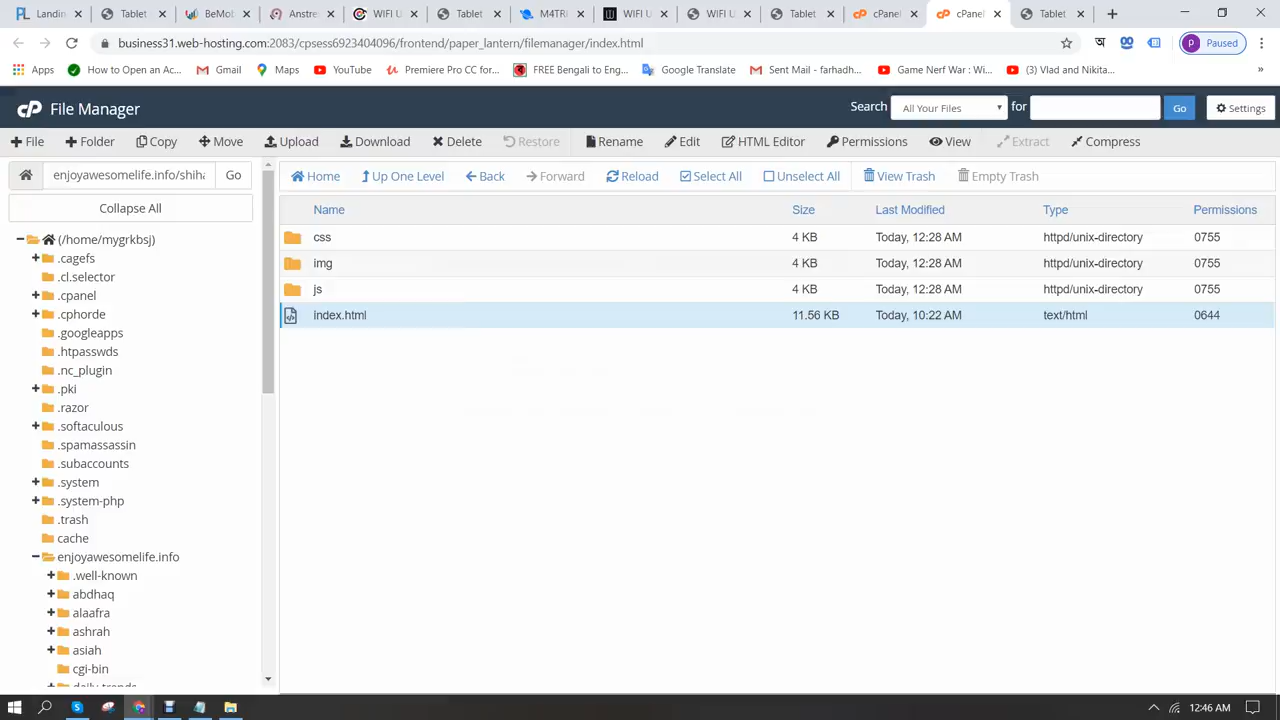 Landin
Tablet
BeMob
Anstre
WIFI U
Tablet
M4TRI
WIFI U
WIFI U
Tablet
cPanel
cPanel
Tablet
business31.web-hosting.com:2083/cpsess6923404096/frontend/paper_lantern/filemanager/index.html
P Paused
Apps How to Open an Ac... Gmail Maps YouTube Premiere Pro CC for... FREE Bengali to Eng... Google Translate Sent Mail - farhadh... Game Nerf War : Wi... (3) Vlad and Nikita... »
cP File Manager Search All Your Files for Go Settings
File Folder Copy Move Upload Download Delete Restore Rename Edit HTML Editor Permissions View Extract Compress
enjoyawesomelife.info/shiha Go Home Up One Level Back Forward Reload Select All Unselect All View Trash Empty Trash
Collapse All
Name Size Last Modified Type Permissions
css 4 KB Today, 12:28 AM httpd/unix-directory 0755
img 4 KB Today, 12:28 AM httpd/unix-directory 0755
js 4 KB Today, 12:28 AM httpd/unix-directory 0755
index.html 11.56 KB Today, 10:22 AM text/html 0644
(/home/mygrkbsj)
.cagefs
.cl.selector
.cpanel
.cphorde
.googleapps
.htpasswds
.nc_plugin
.pki
.razor
.softaculous
.spamassassin
.subaccounts
.system
.system-php
.trash
cache
enjoyawesomelife.info
.well-known
abdhaq
alaafra
ashrah
asiah
cgi-bin
daily-trends
12:46 AM